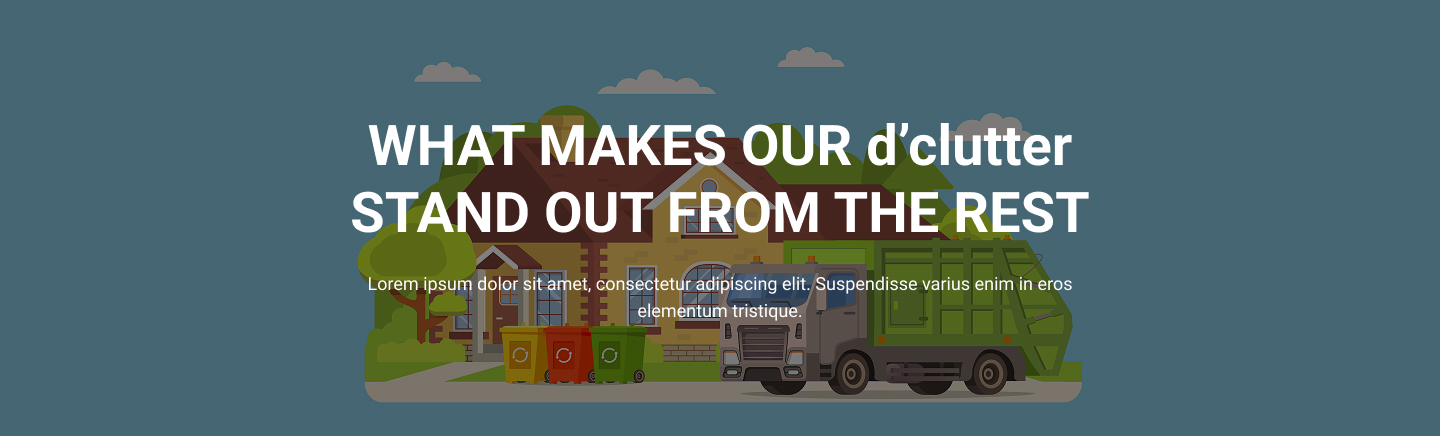 WHAT MAKES OUR d’clutter
STAND OUT FROM THE REST
Lorem ipsum dolor sit amet, consectetur adipiscing elit. Suspendisse varius enim in eros
elementum tristique.